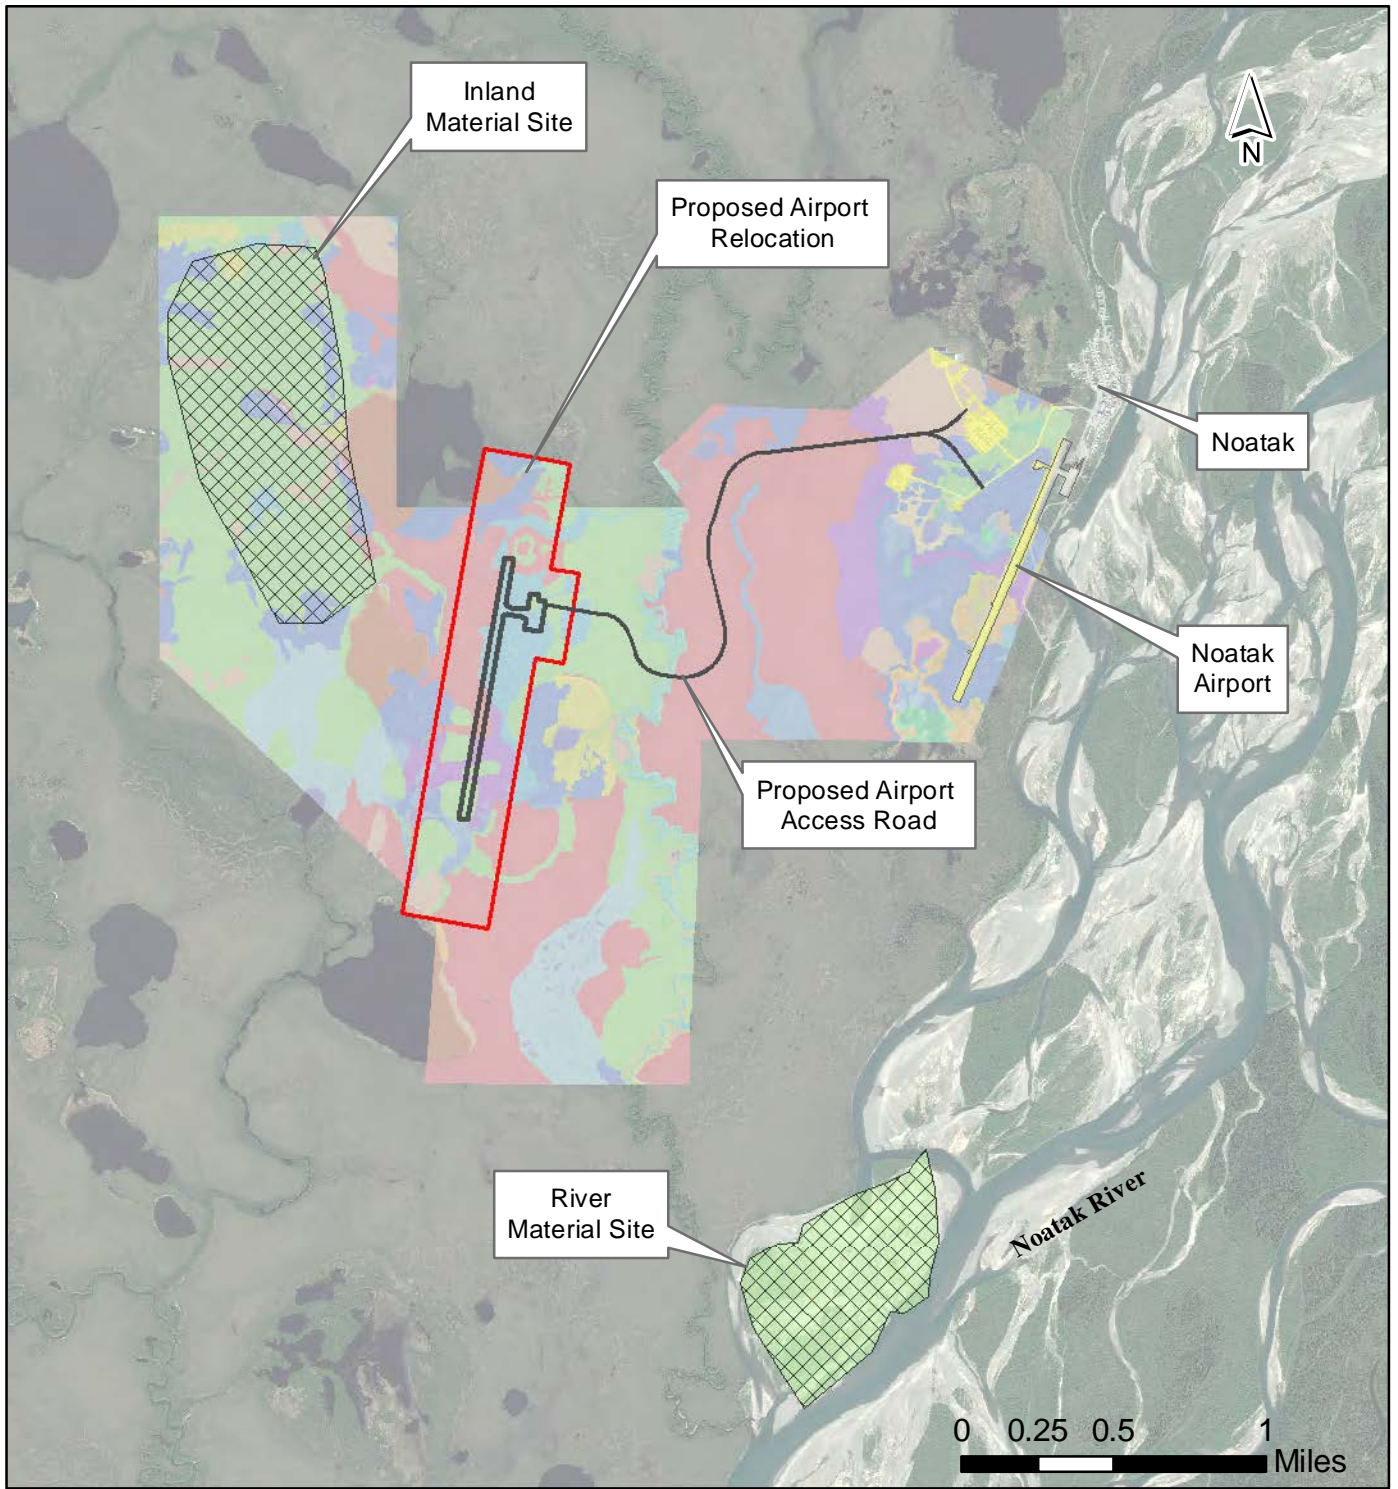 Inland
Material Site
N
Proposed Airport
Relocation
Noatak
Noatak
Airport
Proposed Airport
Access Road
River
Material Site
Noatak River
0 0.25 0.5 1
Miles